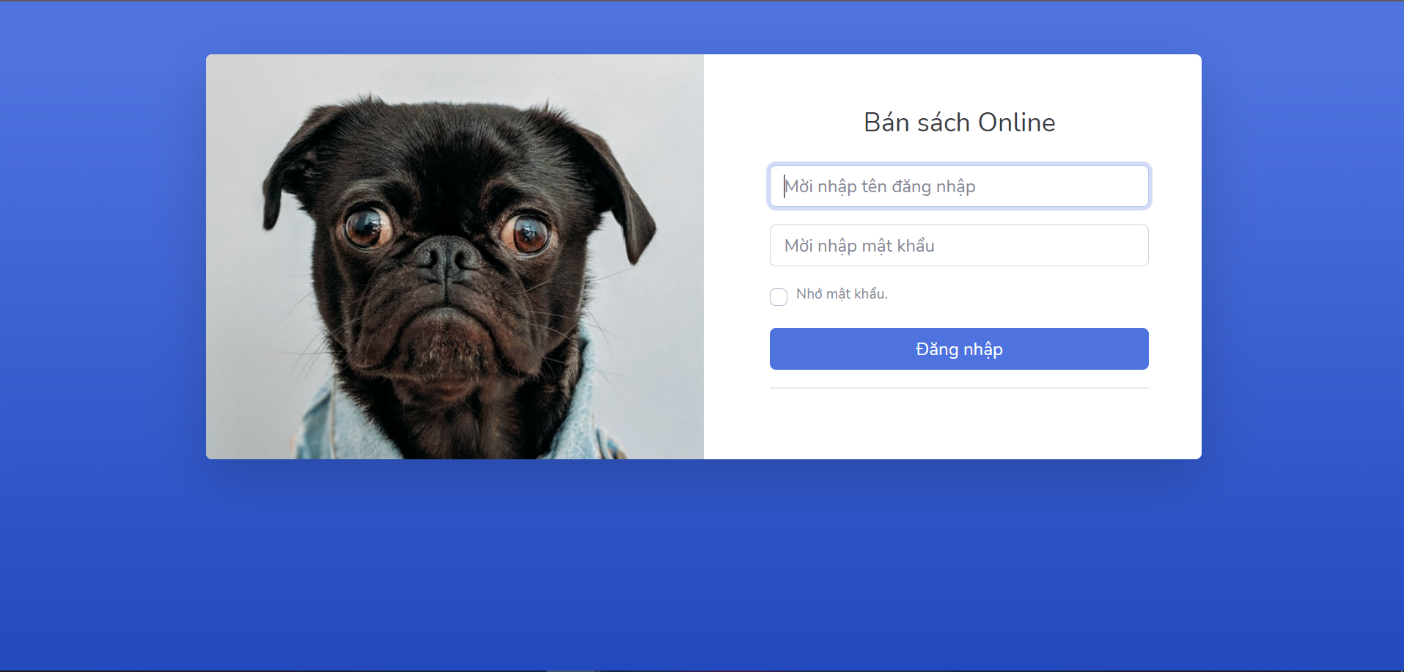 Bán sách Online
Mời nhập tên đăng nhập
Mời nhập mật khẩu
Nhớ mật khẩu.
Đăng nhập